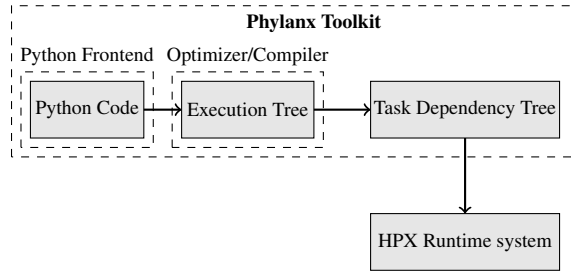 Phylanx Toolkit
Python Frontend
Optimizer/Compiler
Python Code
Execution Tree
Task Dependency Tree
HPX Runtime system